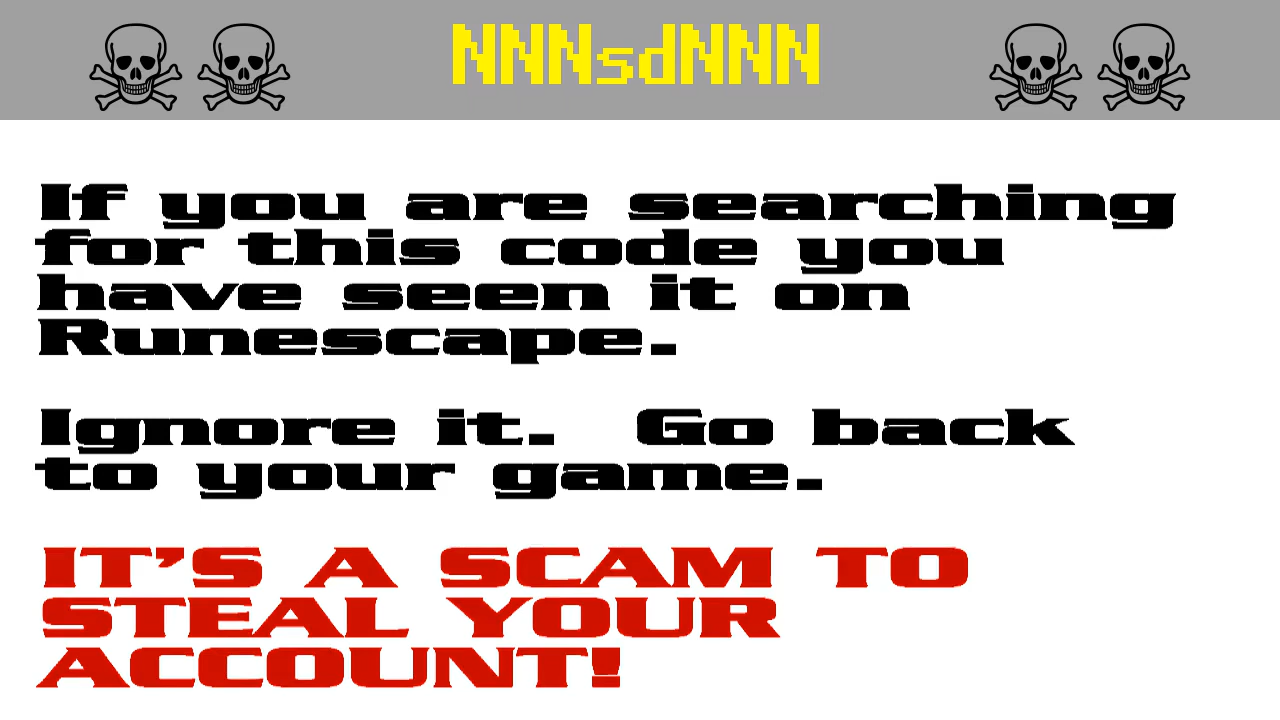 NNNsdNNN
If you are searching
for this code you
have seen it on
Runescape.
Ignore it.  Go back
to your game.
IT'S A SCAM TO
STEAL YOUR
ACCOUNT!